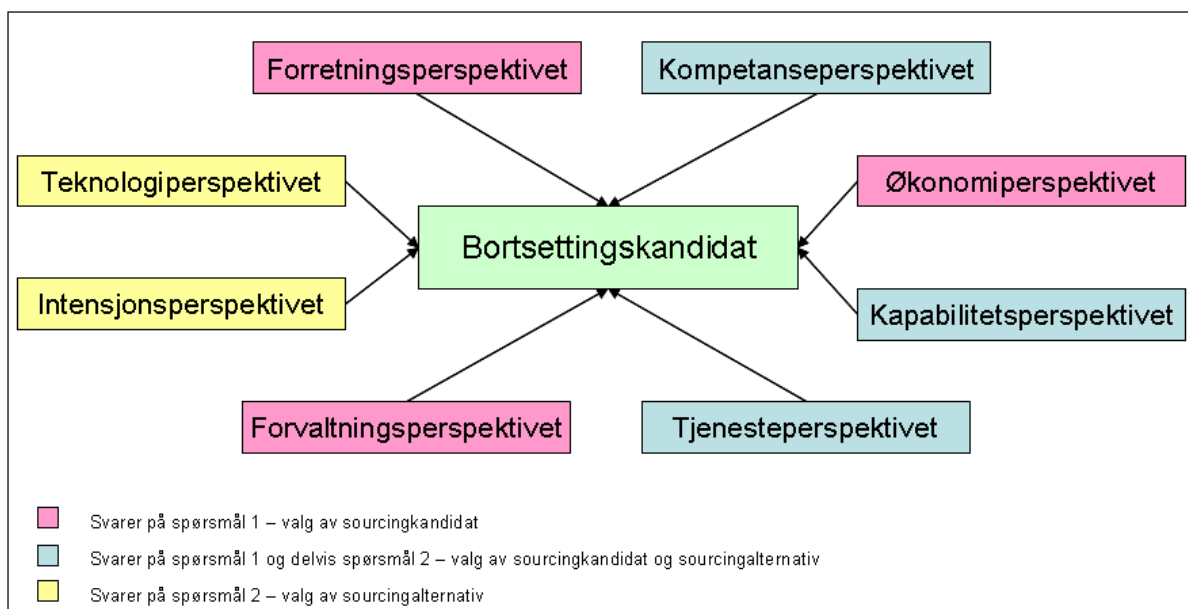 Forretningsperspektivet
Kompetanseperspektivet
Teknologiperspektivet
Økonomiperspektivet
Bortsettingskandidat
Intensjonsperspektivet
Kapabilitetsperspektivet
Forvaltningsperspektivet
Tjenesteperspektivet
Svarer på spørsmål 1 – valg av sourcingkandidat
Svarer på spørsmål 1 og delvis spørsmål 2 – valg av sourcingkandidat og sourcingalternativ
Svarer på spørsmål 2 – valg av sourcingalternativ